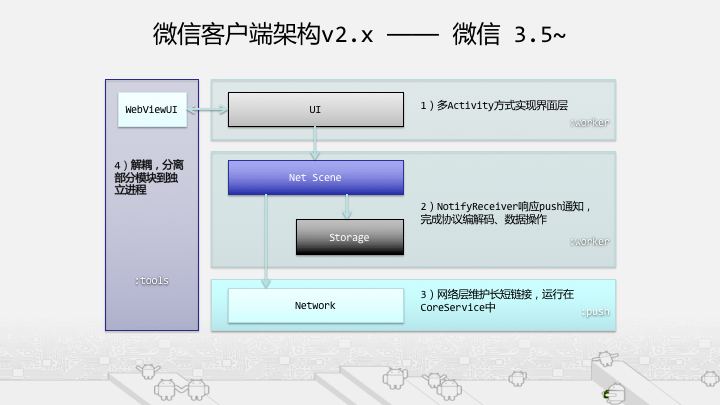 微信客户端架构v2.x —— 微信 3.5~
WebViewUI
UI
1）多Activity方式实现界面层
:worker
4）解耦，分离
部分模块到独
立进程
:tools
Net Scene
Storage
2）NotifyReceiver响应push通知，
完成协议编解码、数据操作
:worker
Network
3）网络层维护长短链接，运行在
CoreService中
:push